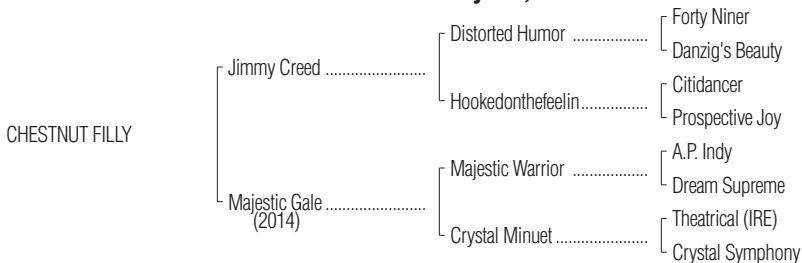 Forty Niner
Distorted Humor ..................
Danzig's Beauty
Jimmy Creed ........................
Citidancer
Hookedonthefeelin................
Prospective Joy
CHESTNUT FILLY
A.P. Indy
Majestic Warrior ..................
Dream Supreme
Majestic Gale .......................
(2014)
Theatrical (IRE)
Crystal Minuet ......................
Crystal Symphony